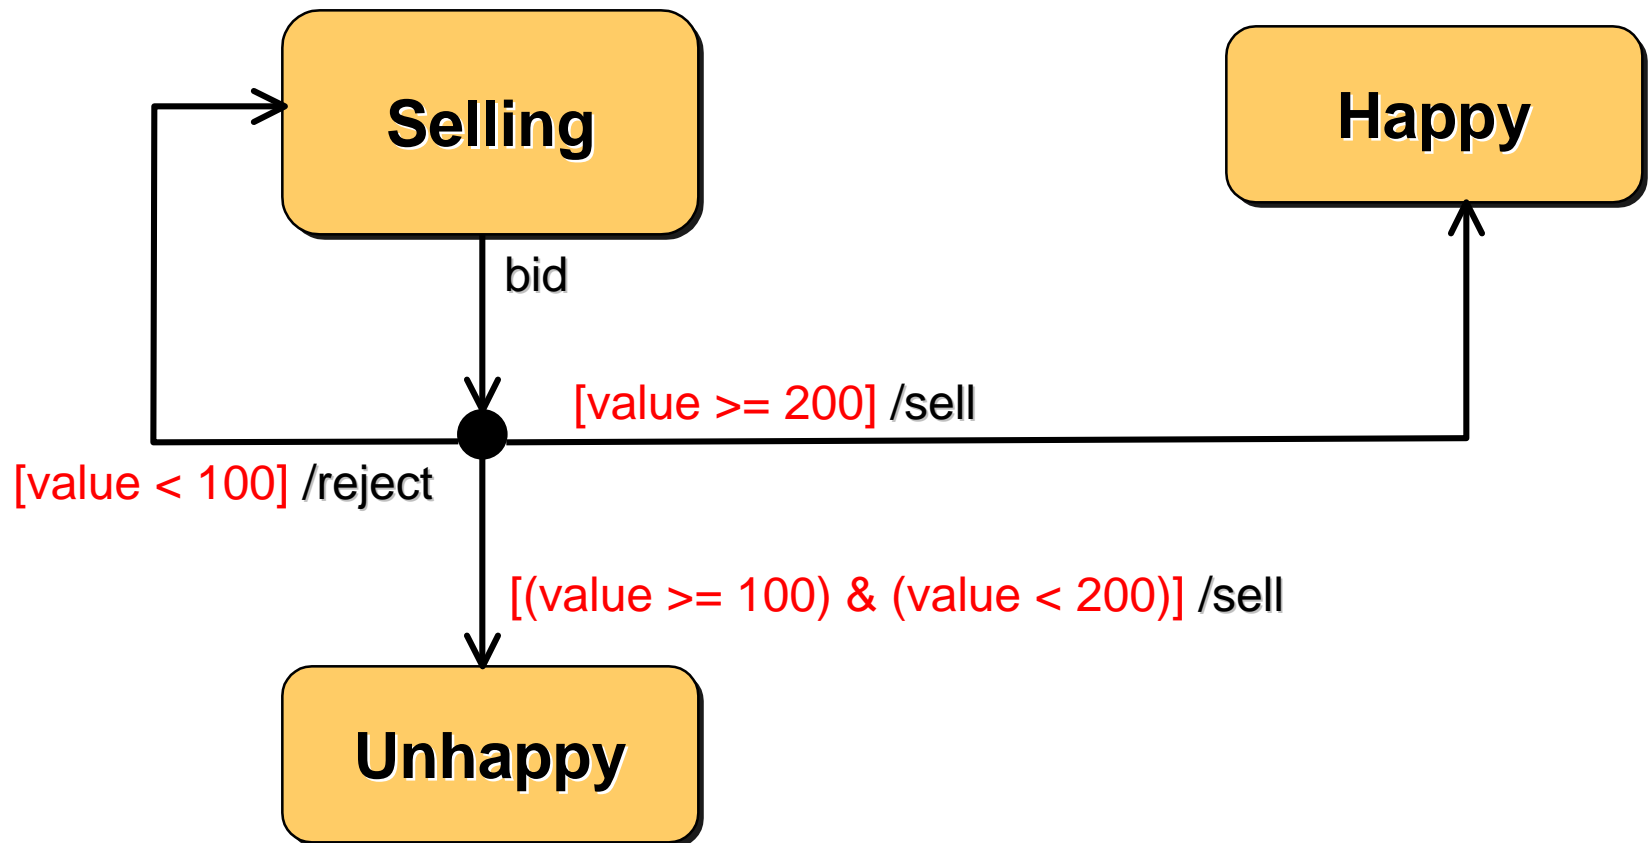 Selling
Happy
bid
[value >= 200] /sell
[value < 100] /reject
[(value >= 100) & (value < 200)] /sell
Unhappy